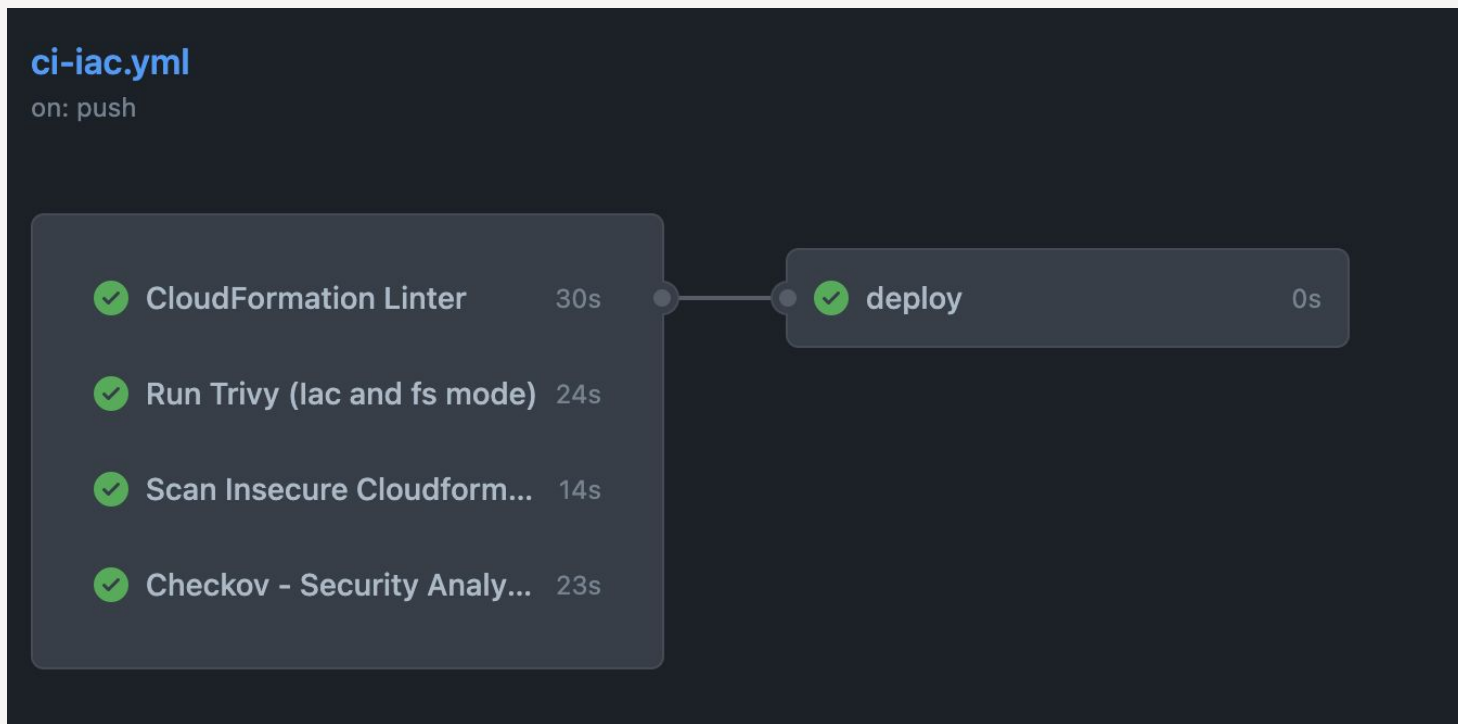 ci-iac.yml
on: push
CloudFormation Linter 30s
Run Trivy (Iac and fs mode) 24s
Scan Insecure Cloudform... 14s
Checkov - Security Analy... 23s
deploy 0s